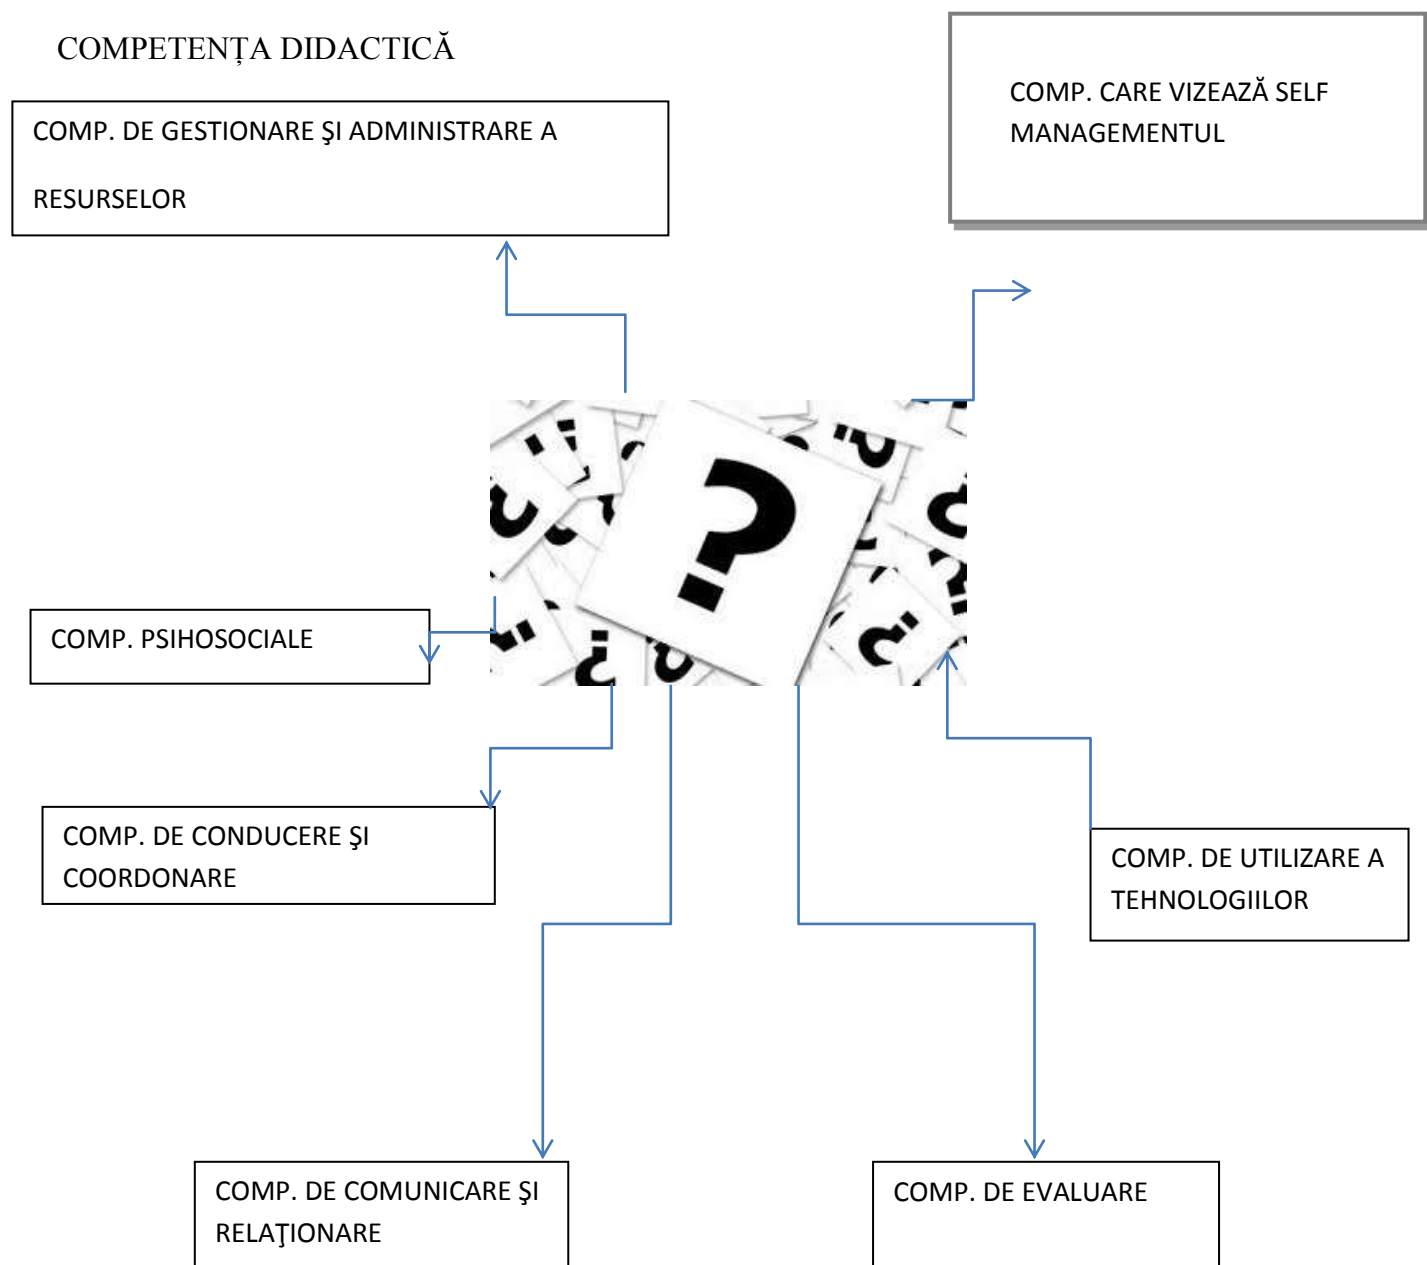 COMPETENȚA DIDACTICĂ
COMP. CARE VIZEAZĂ SELF
MANAGEMENTUL
COMP. DE GESTIONARE ŞI ADMINISTRARE A
RESURSELOR
?
COMP. PSIHOSOCIALE
COMP. DE CONDUCERE ŞI
COORDONARE
COMP. DE UTILIZARE A
TEHNOLOGIILOR
COMP. DE COMUNICARE ŞI
RELAŢIONARE
COMP. DE EVALUARE